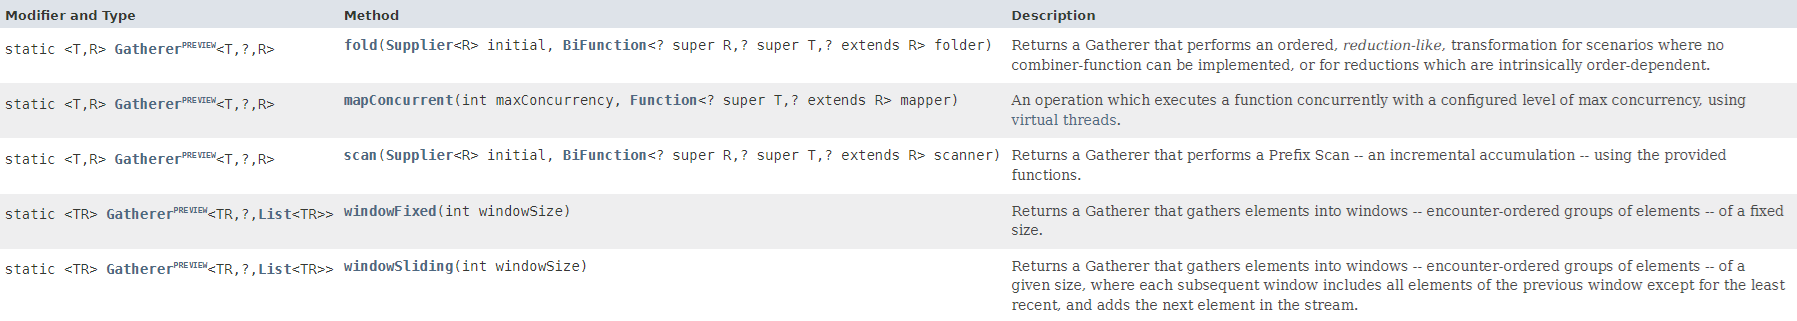 Modifier and Type Method Description
static <T,R> Gatherer^PREVIEW<T,?,R> fold(Supplier<R> initial, BiFunction<? super R,? super T,? extends R> folder) Returns a Gatherer that performs an ordered, reduction-like, transformation for scenarios where no
combiner-function can be implemented, or for reductions which are intrinsically order-dependent.
static <T,R> Gatherer^PREVIEW<T,?,R> mapConcurrent(int maxConcurrency, Function<? super T,? extends R> mapper) An operation which executes a function concurrently with a configured level of max concurrency, using
virtual threads.
static <T,R> Gatherer^PREVIEW<T,?,R> scan(Supplier<R> initial, BiFunction<? super R,? super T,? extends R> scanner) Returns a Gatherer that performs a Prefix Scan -- an incremental accumulation -- using the provided
functions.
static <TR> Gatherer^PREVIEW<TR,?,List<TR>> windowFixed(int windowSize) Returns a Gatherer that gathers elements into windows -- encounter-ordered groups of elements -- of a fixed
size.
static <TR> Gatherer^PREVIEW<TR,?,List<TR>> windowSliding(int windowSize) Returns a Gatherer that gathers elements into windows -- encounter-ordered groups of elements -- of a
given size, where each subsequent window includes all elements of the previous window except for the least
recent, and adds the next element in the stream.